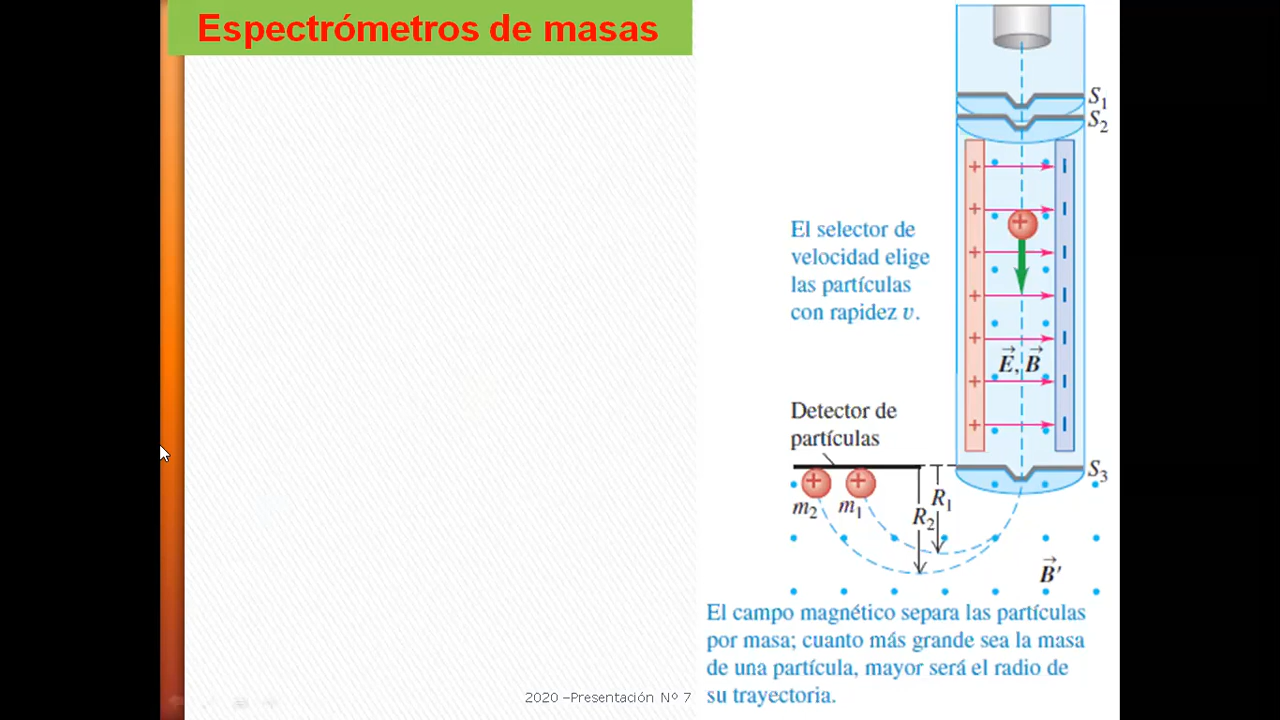 Espectrómetros de masas
S1
S2
El selector de
velocidad elige
las partículas
con rapidez v.
E, B
Detector de
partículas
S3
m2
m1
R2
R1
B′
El campo magnético separa las partículas
por masa; cuanto más grande sea la masa
de una partícula, mayor será el radio de
su trayectoria.
2020 –Presentación Nº 7